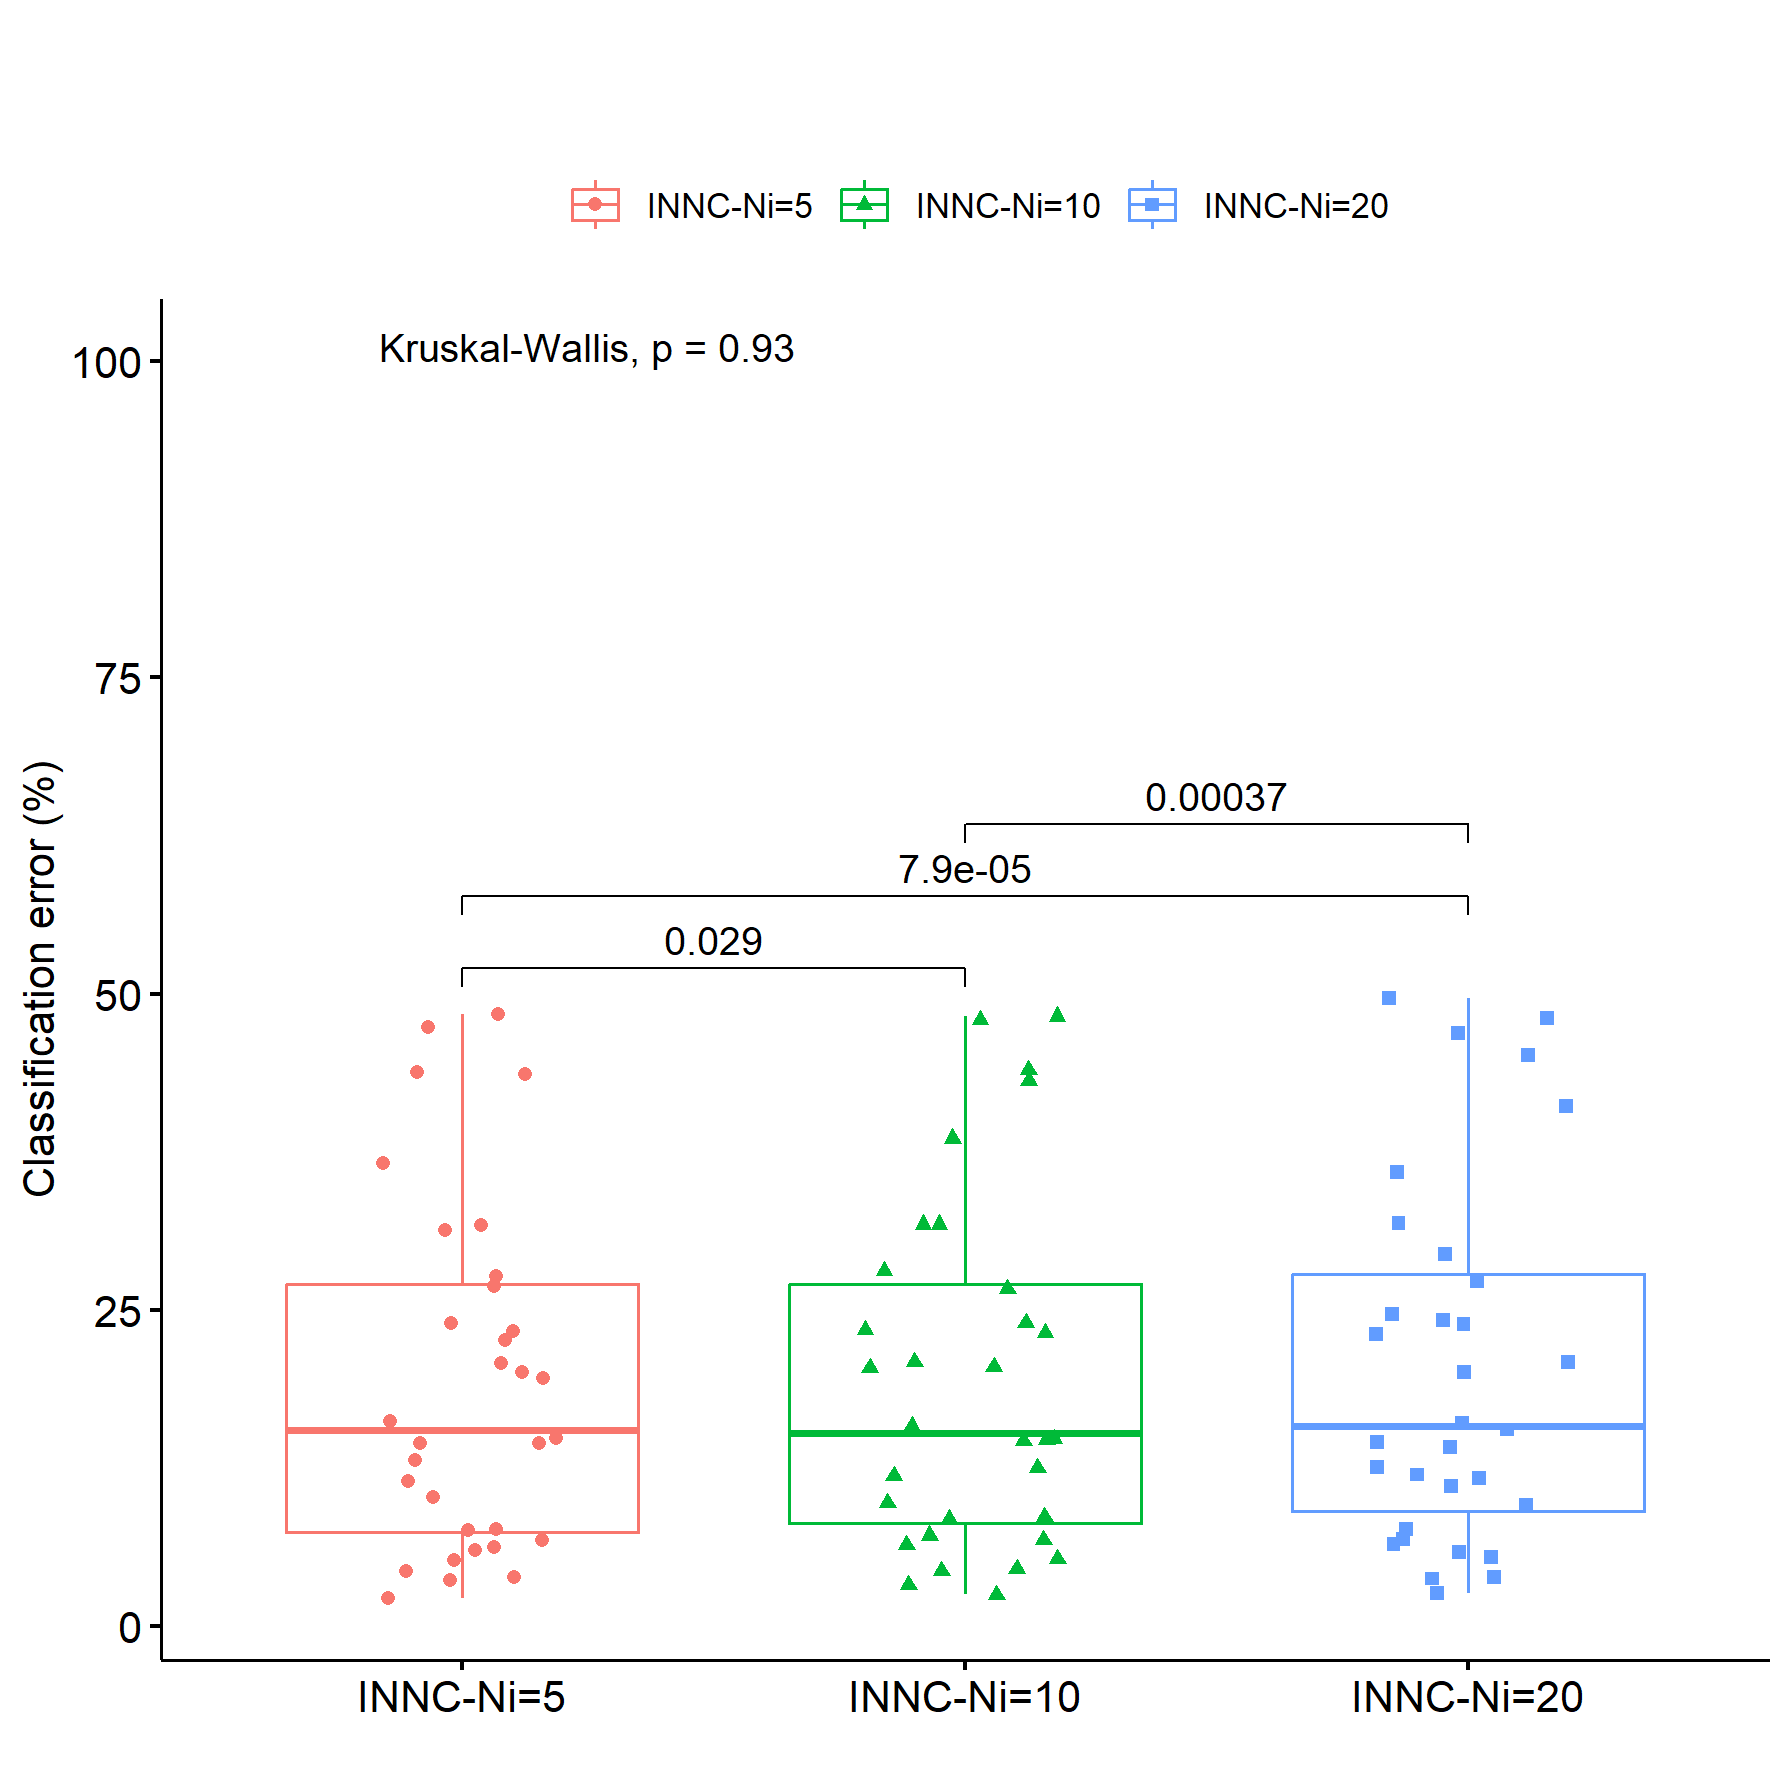 INNC-Ni=5 INNC-Ni=10 INNC-Ni=20
Kruskal-Wallis, p = 0.93
100
75
50
25
0
Classification error (%)
0.00037
7.9e-05
0.029
INNC-Ni=5 INNC-Ni=10 INNC-Ni=20